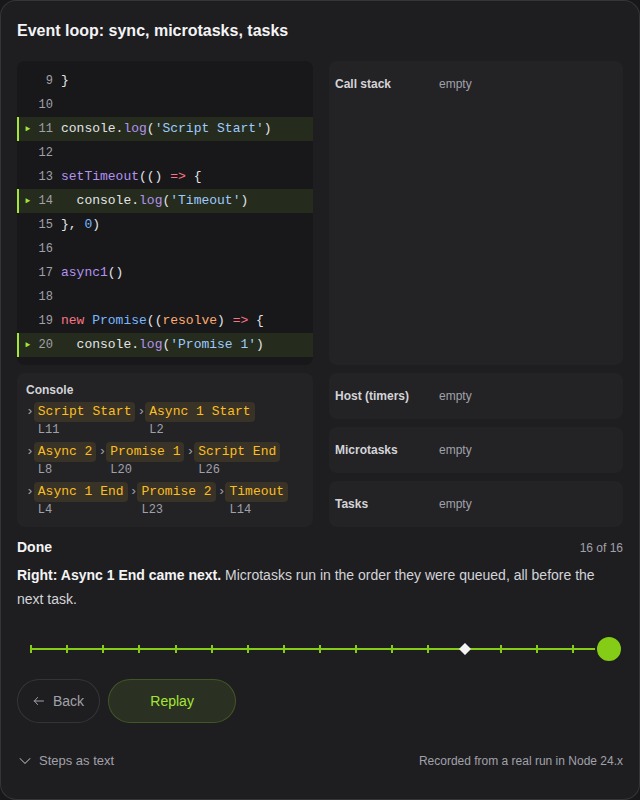 Event loop: sync, microtasks, tasks
9 }
10
11 console.log('Script Start')
12
13 setTimeout(() => {
14   console.log('Timeout')
15 }, 0)
16
17 async1()
18
19 new Promise((resolve) => {
20   console.log('Promise 1')
Call stack empty
Console
› Script Start › Async 1 Start
L11 L2
› Async 2 › Promise 1 › Script End
L8 L20 L26
› Async 1 End › Promise 2 › Timeout
L4 L23 L14
Host (timers) empty
Microtasks empty
Tasks empty
Done 16 of 16
Right: Async 1 End came next. Microtasks run in the order they were queued, all before the
next task.
← Back Replay
Steps as text Recorded from a real run in Node 24.x